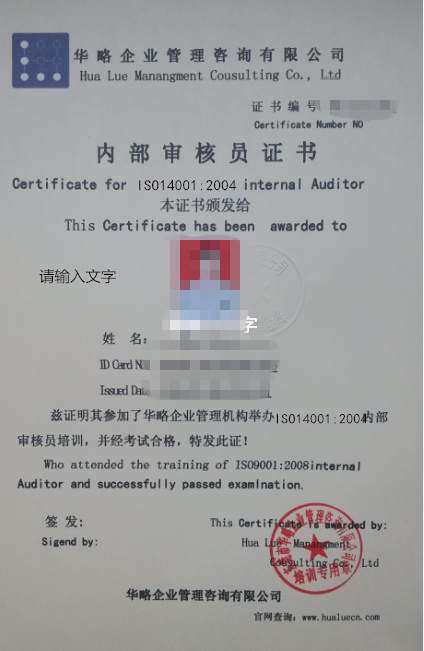 华略企业管理咨询有限公司
Hua Lue Manangment Cousulting Co., Ltd
证书编号
Certificate Number NO
内部审核员证书
Certificate for ISO14001:2004 internal Auditor
本证书颁发给
This Certificate has been awarded to
请输入文字
字
姓 名:
ID Card NO
Issued Data
兹证明其参加了华略企业管理机构举办ISO14001:2004内部
审核员培训，并经考试合格，特发此证！
Who attended the training of ISO9001:2008internal
Auditor and successfully passed examlnation.
签 发: This Certificate is awarded by:
Sigend by: Hua Lue Manangment
Cousulting Co., Ltd
培训专用章
华略企业管理咨询有限公司
官网查询: www.hualuecn.com